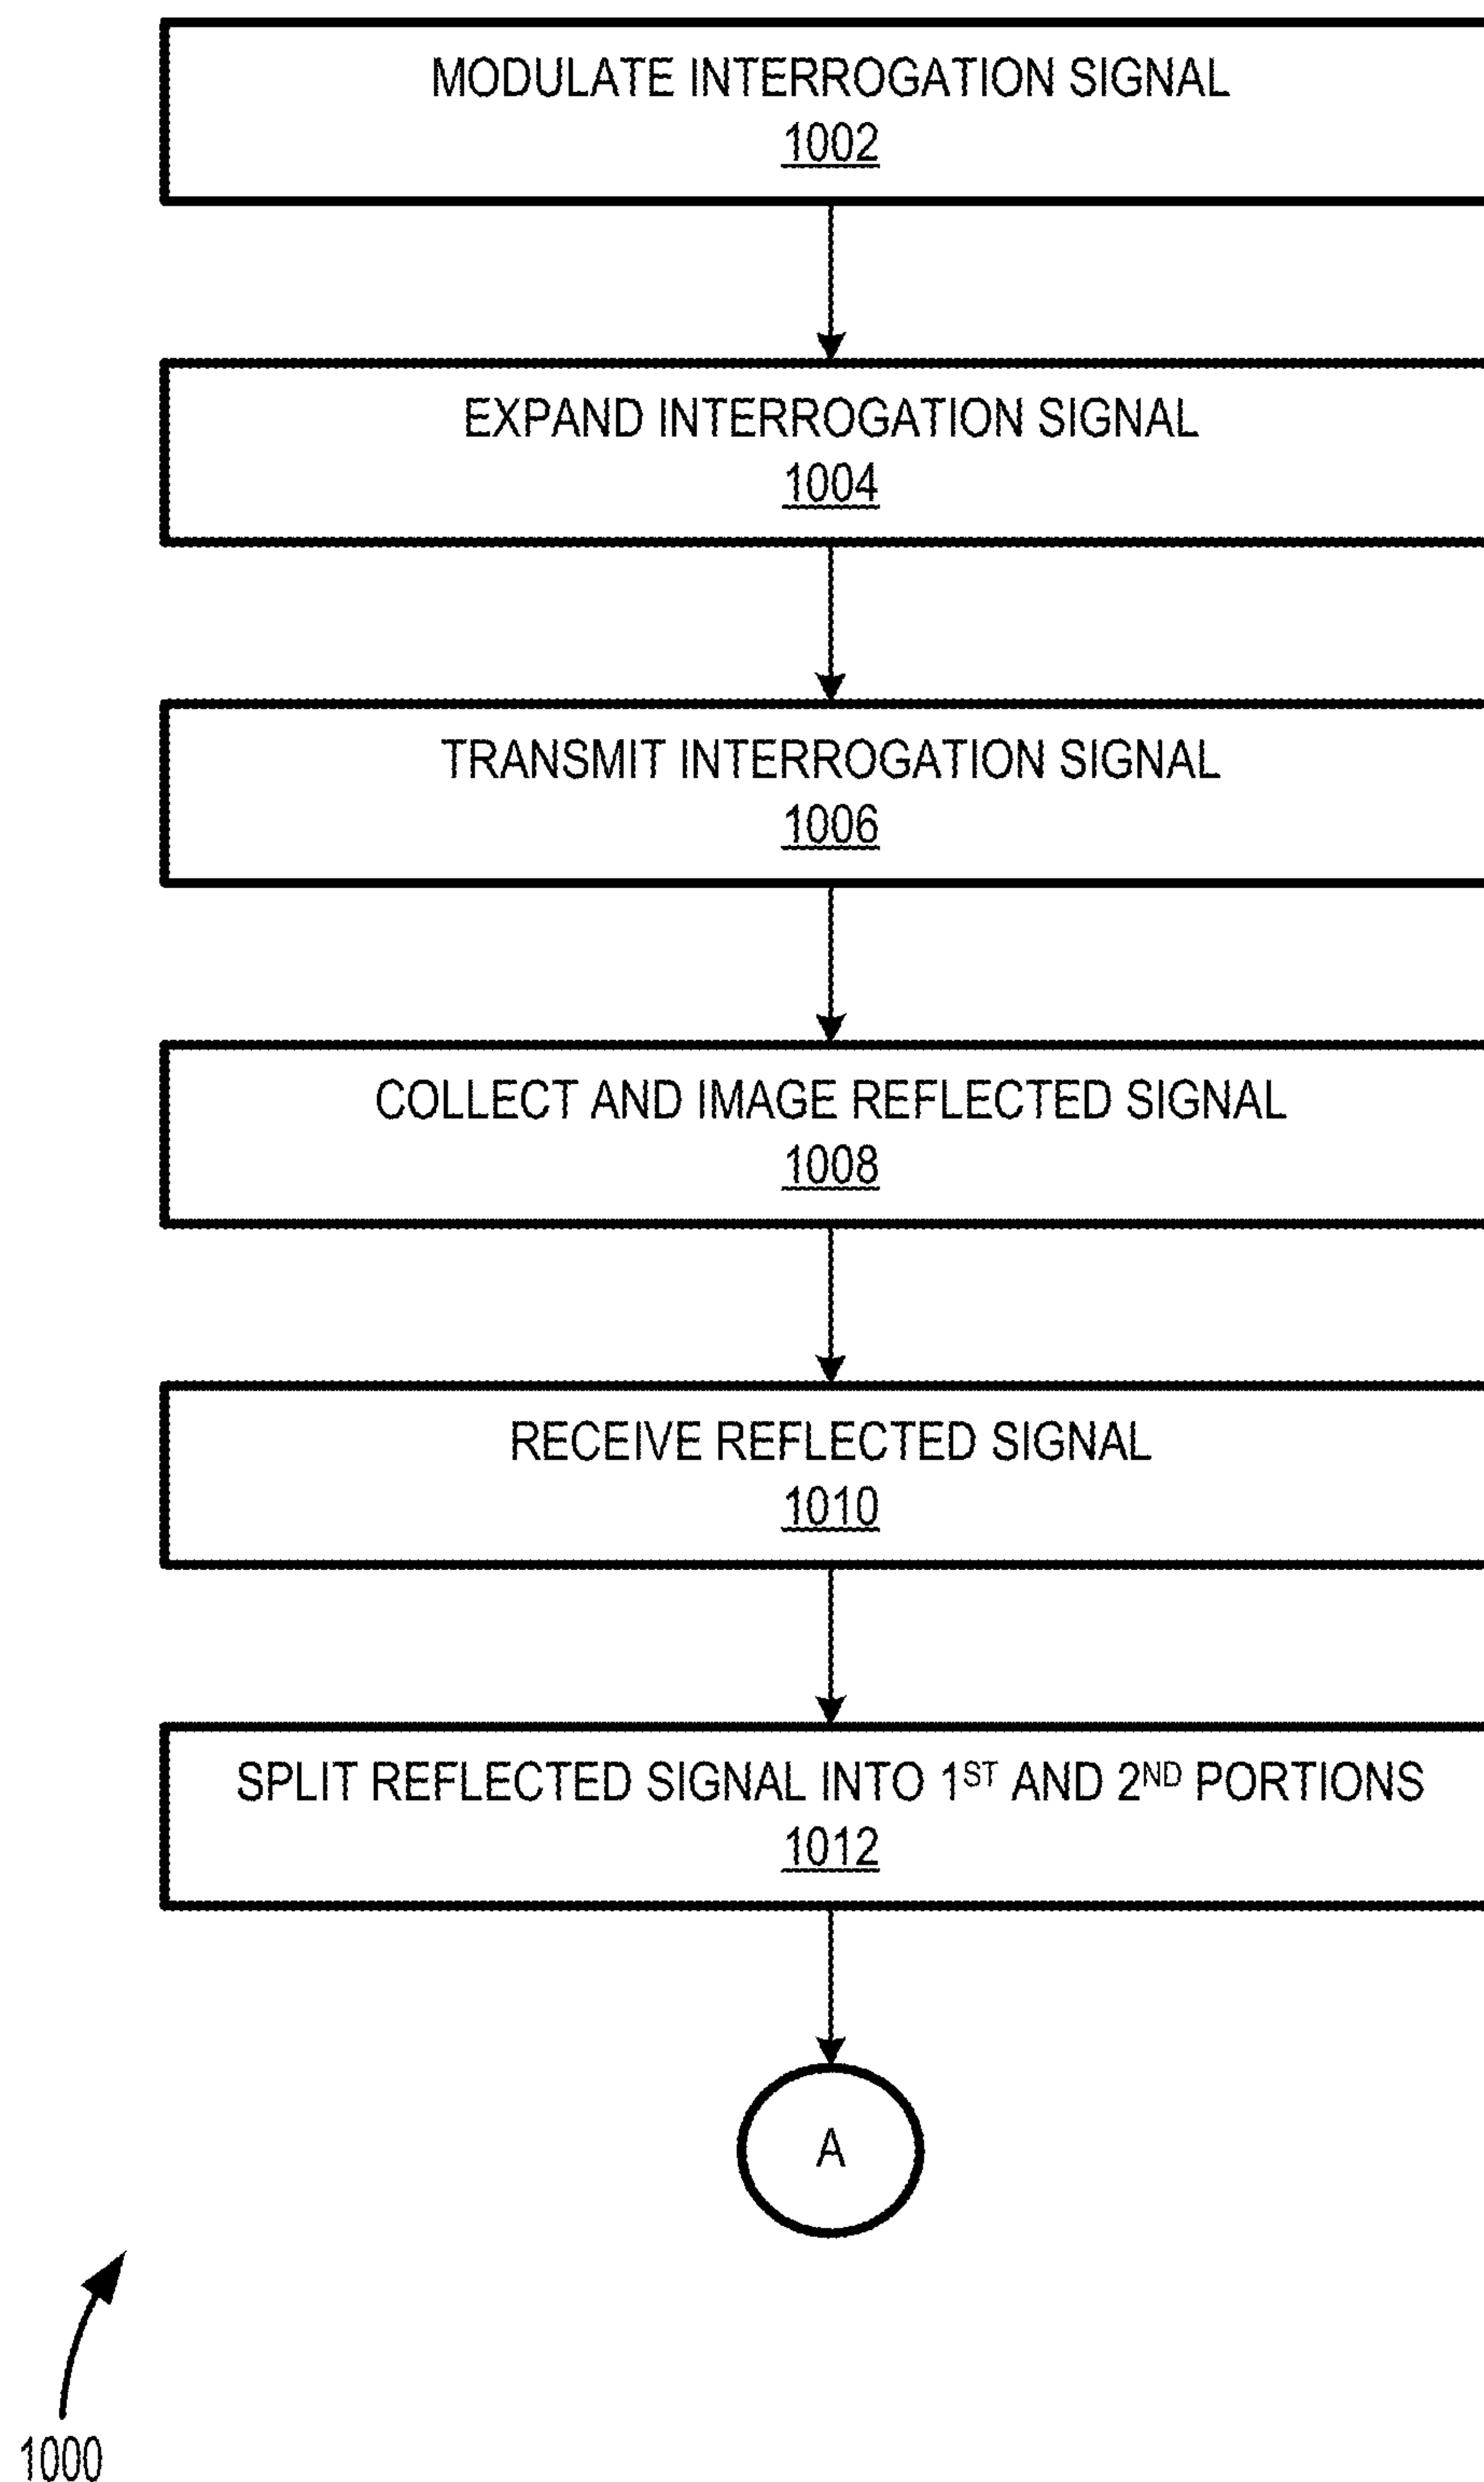 MODULATE INTERROGATION SIGNAL
1002
EXPAND INTERROGATION SIGNAL
1004
TRANSMIT INTERROGATION SIGNAL
1006
COLLECT AND IMAGE REFLECTED SIGNAL
1008
RECEIVE REFLECTED SIGNAL
1010
SPLIT REFLECTED SIGNAL INTO 1ST AND 2ND PORTIONS
1012
A
1000